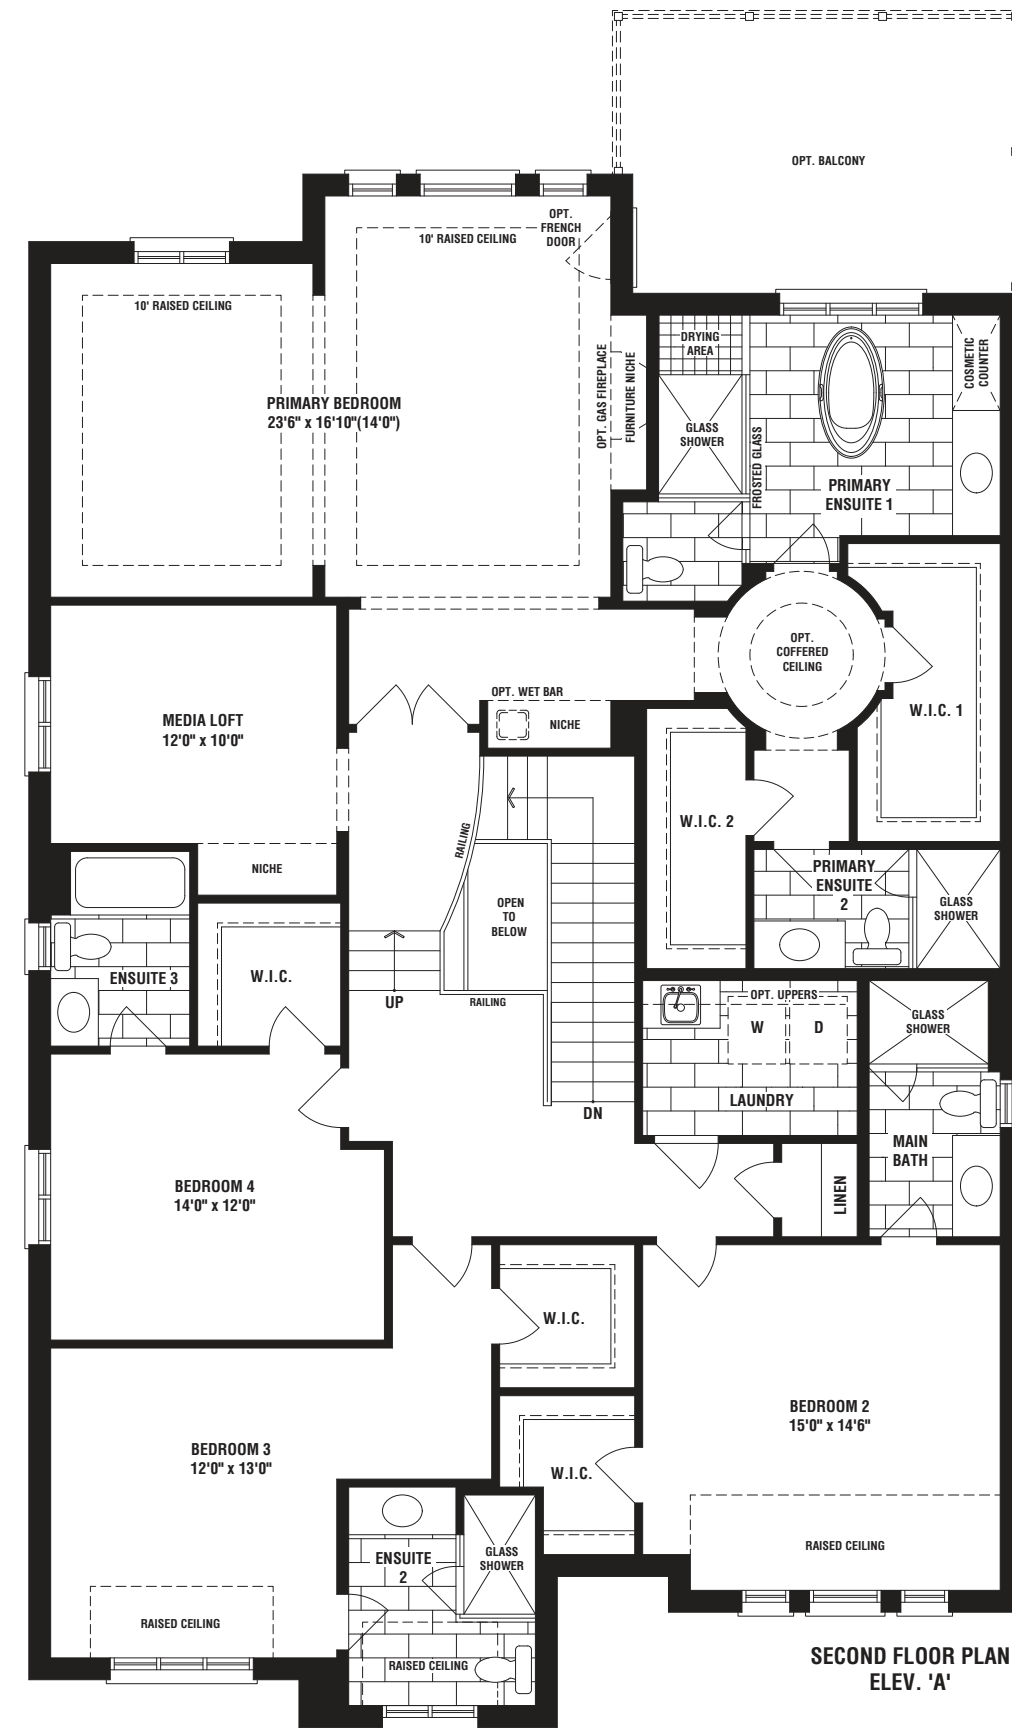 OPT. BALCONY
OPT.
FRENCH
DOOR
10' RAISED CEILING
10' RAISED CEILING
DRYING
AREA
COSMETIC
COUNTER
PRIMARY BEDROOM
23'6" x 16'10"(14'0")
OPT. GAS FIREPLACE
FURNITURE NICHE
GLASS
SHOWER
FROSTED GLASS
PRIMARY
ENSUITE 1
OPT.
COFFERED
CEILING
OPT. WET BAR
NICHE
W.I.C. 1
MEDIA LOFT
12'0" x 10'0"
W.I.C. 2
RAILING
NICHE
PRIMARY
ENSUITE
2
GLASS
SHOWER
OPEN
TO
BELOW
ENSUITE 3
W.I.C.
UP
RAILING
OPT. UPPERS
W
D
GLASS
SHOWER
LAUNDRY
DN
MAIN
BATH
LINEN
BEDROOM 4
14'0" x 12'0"
W.I.C.
BEDROOM 2
15'0" x 14'6"
BEDROOM 3
12'0" x 13'0"
W.I.C.
RAISED CEILING
ENSUITE
2
GLASS
SHOWER
RAISED CEILING
RAISED CEILING
SECOND FLOOR PLAN
ELEV. 'A'